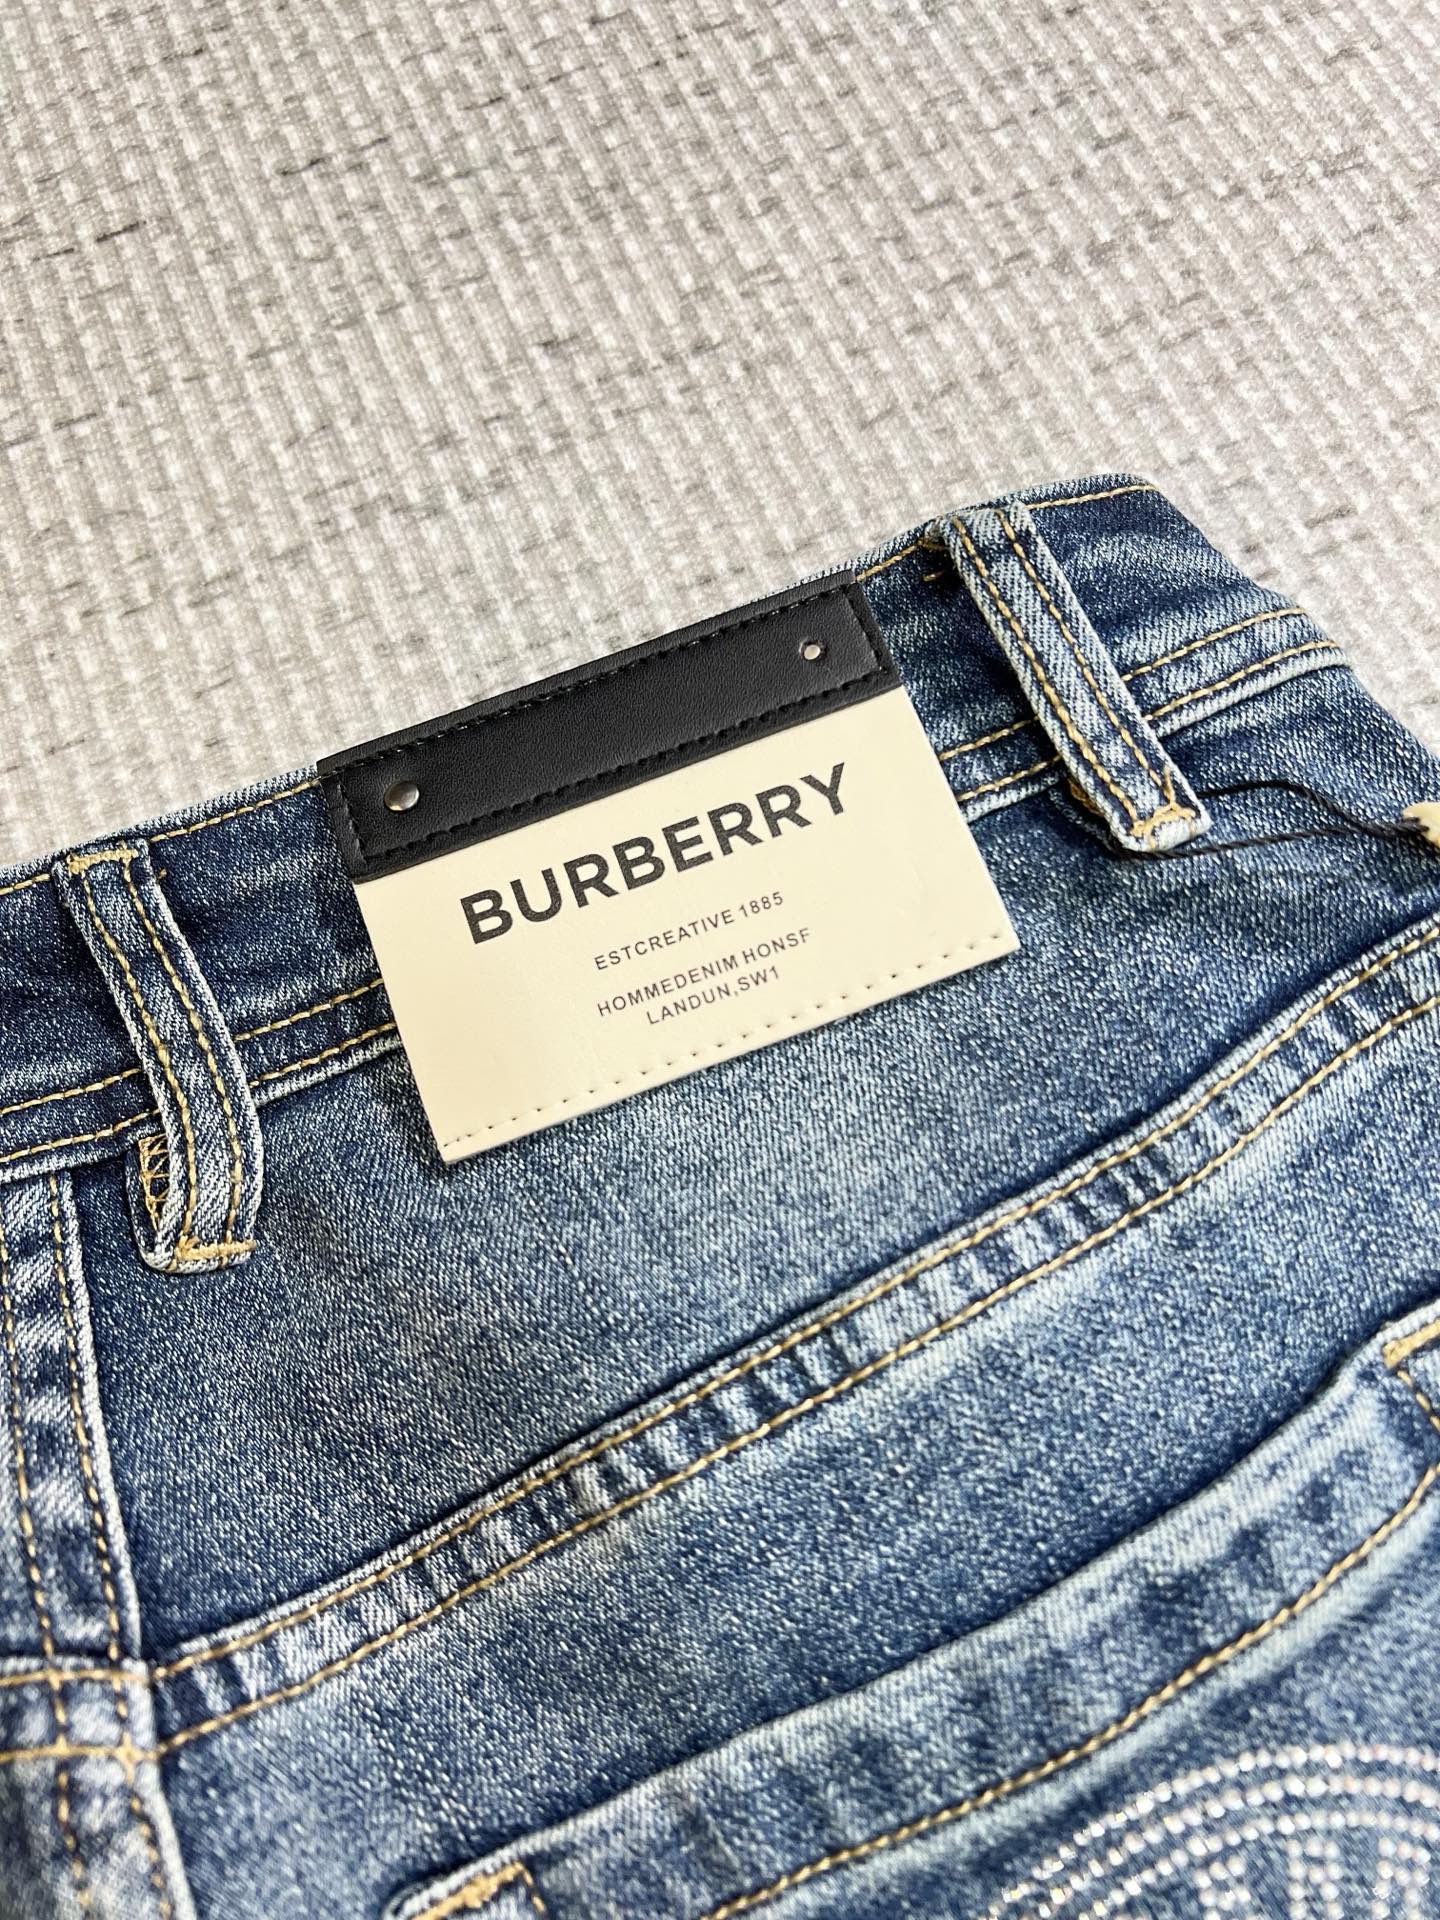 BURBERRY
ESTCREATIVE 1885
HOMMEDENIM HONSF
LANDUN,SW1